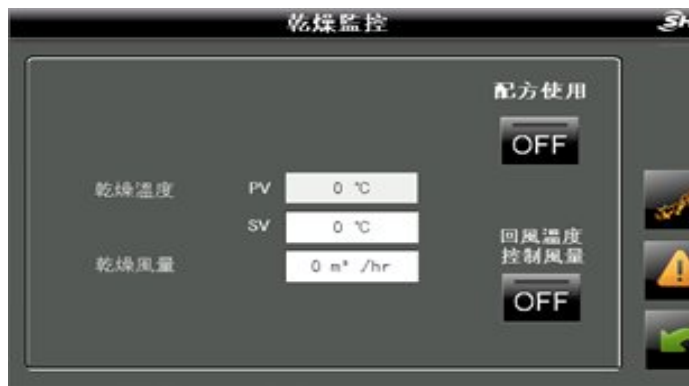 乾燥監控
配方使用
OFF
乾燥溫度 PV 0 ℃
SV 0 ℃
回風溫度
控制風量
乾燥風量 0 m³ /hr
OFF